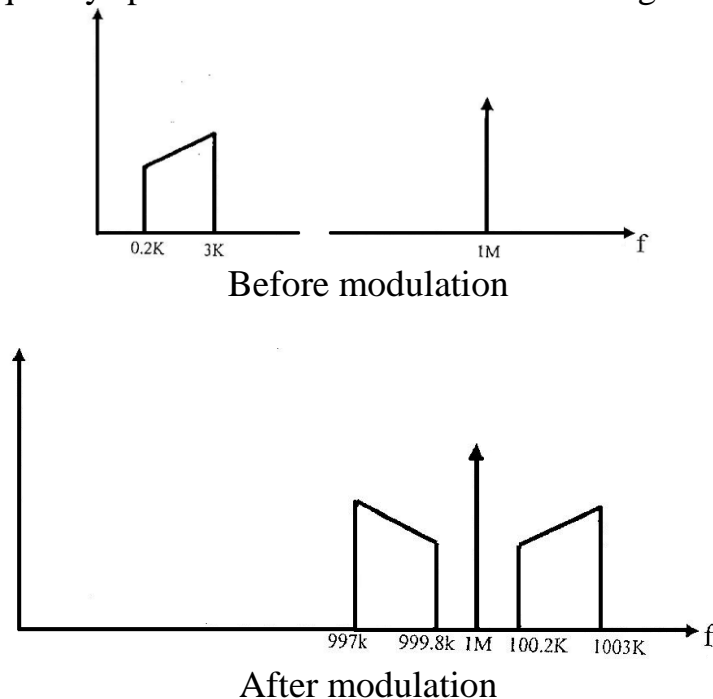 0.2K 3K 1M f
Before modulation
997k 999.8k 1M 100.2K 1003K f
After modulation